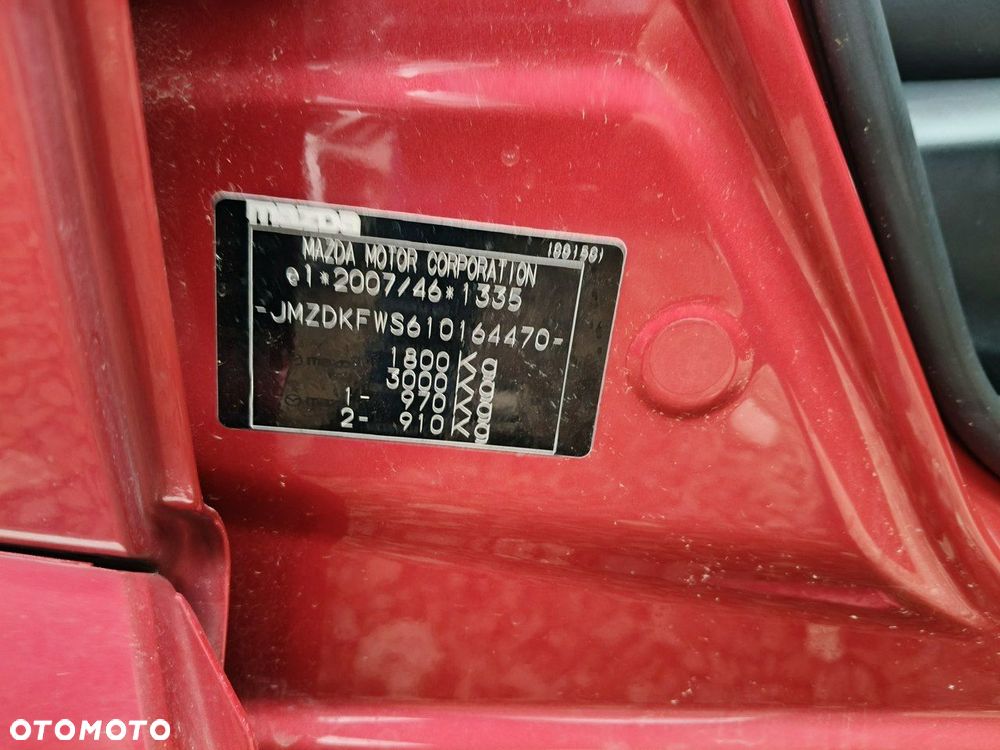 mazda
1001501
MAZDA MOTOR CORPORATION
e1*2007/46*1335
-JMZDKFWS610164470-
1800 KG
3000 KG
1- 970 KG
2- 910 KG
OTOMOTO